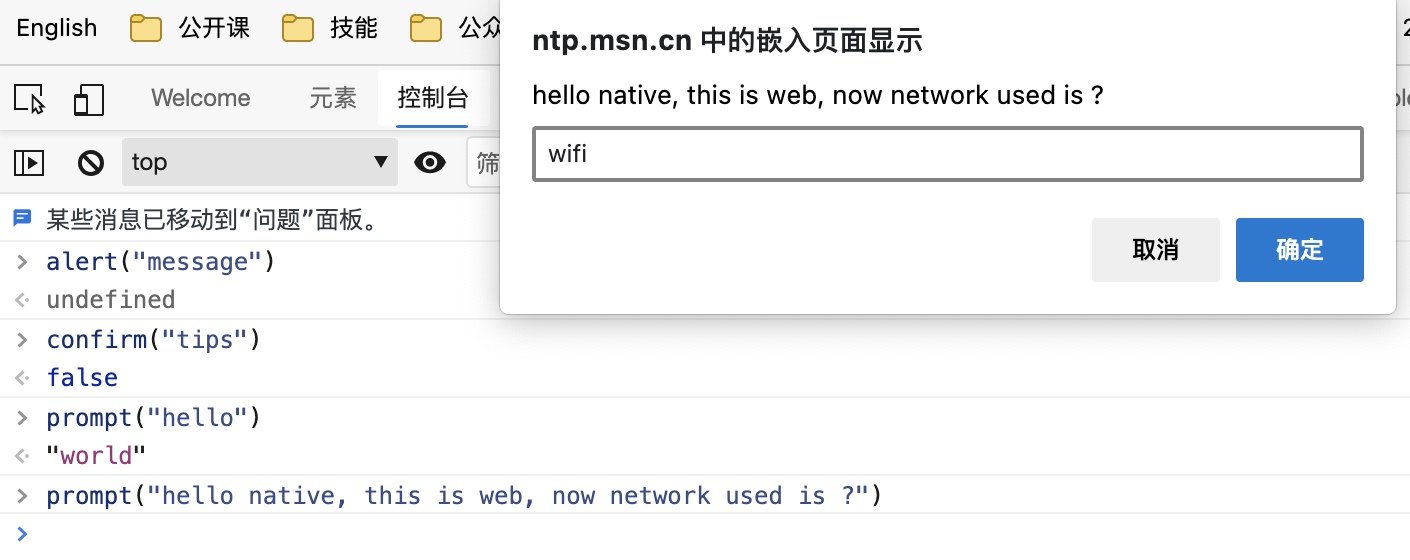 English 公开课 技能 公众
ntp.msn.cn 中的嵌入页面显示
hello native, this is web, now network used is ?
wifi
取消 确定
Welcome 元素 控制台
top 筛
某些消息已移动到“问题”面板。
alert("message")
undefined
confirm("tips")
false
prompt("hello")
"world"
prompt("hello native, this is web, now network used is ?")